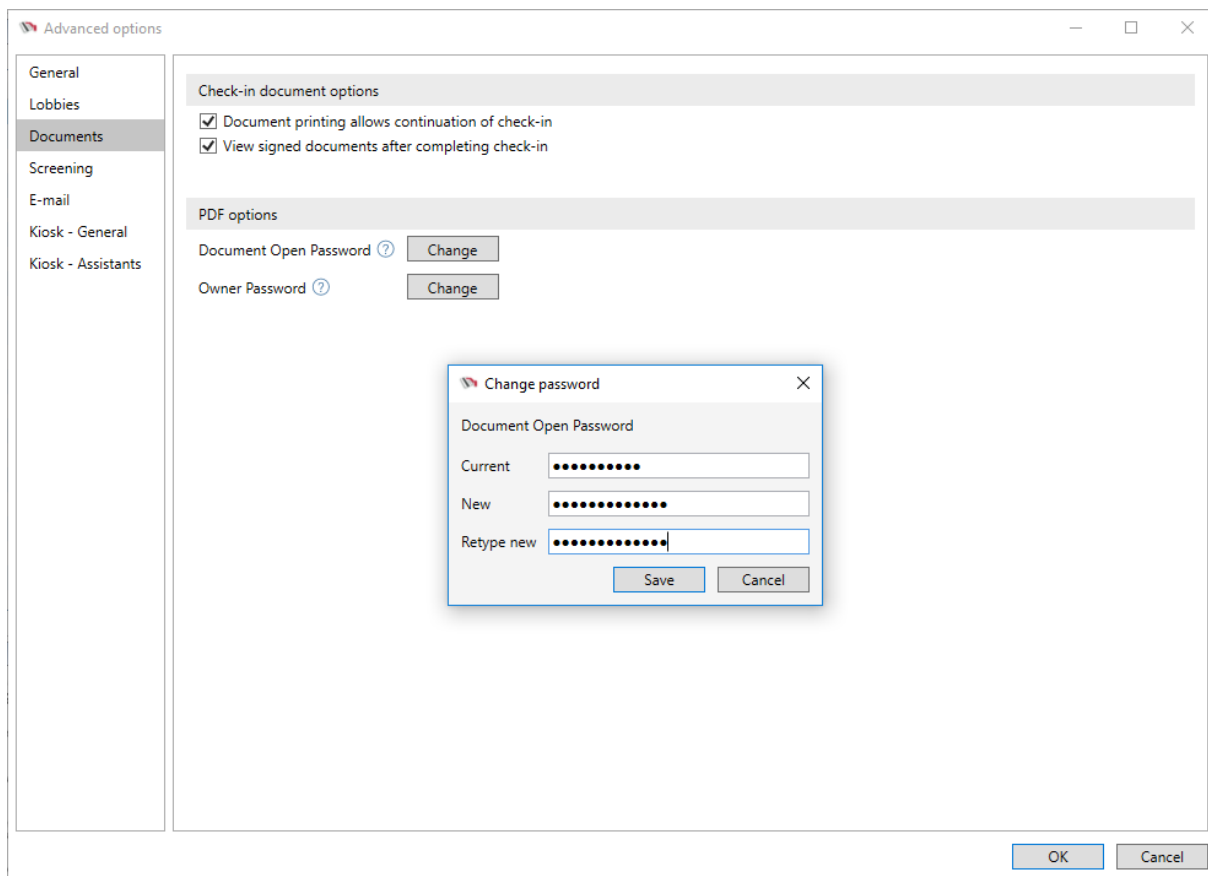 Advanced options
General
Lobbies
Documents
Screening
E-mail
Kiosk - General
Kiosk - Assistants
Check-in document options
Document printing allows continuation of check-in
View signed documents after completing check-in
PDF options
Document Open Password ? Change
Owner Password ? Change
Change password
Document Open Password
Current ••••••••••
New •••••••••••••
Retype new •••••••••••••
Save Cancel
OK Cancel